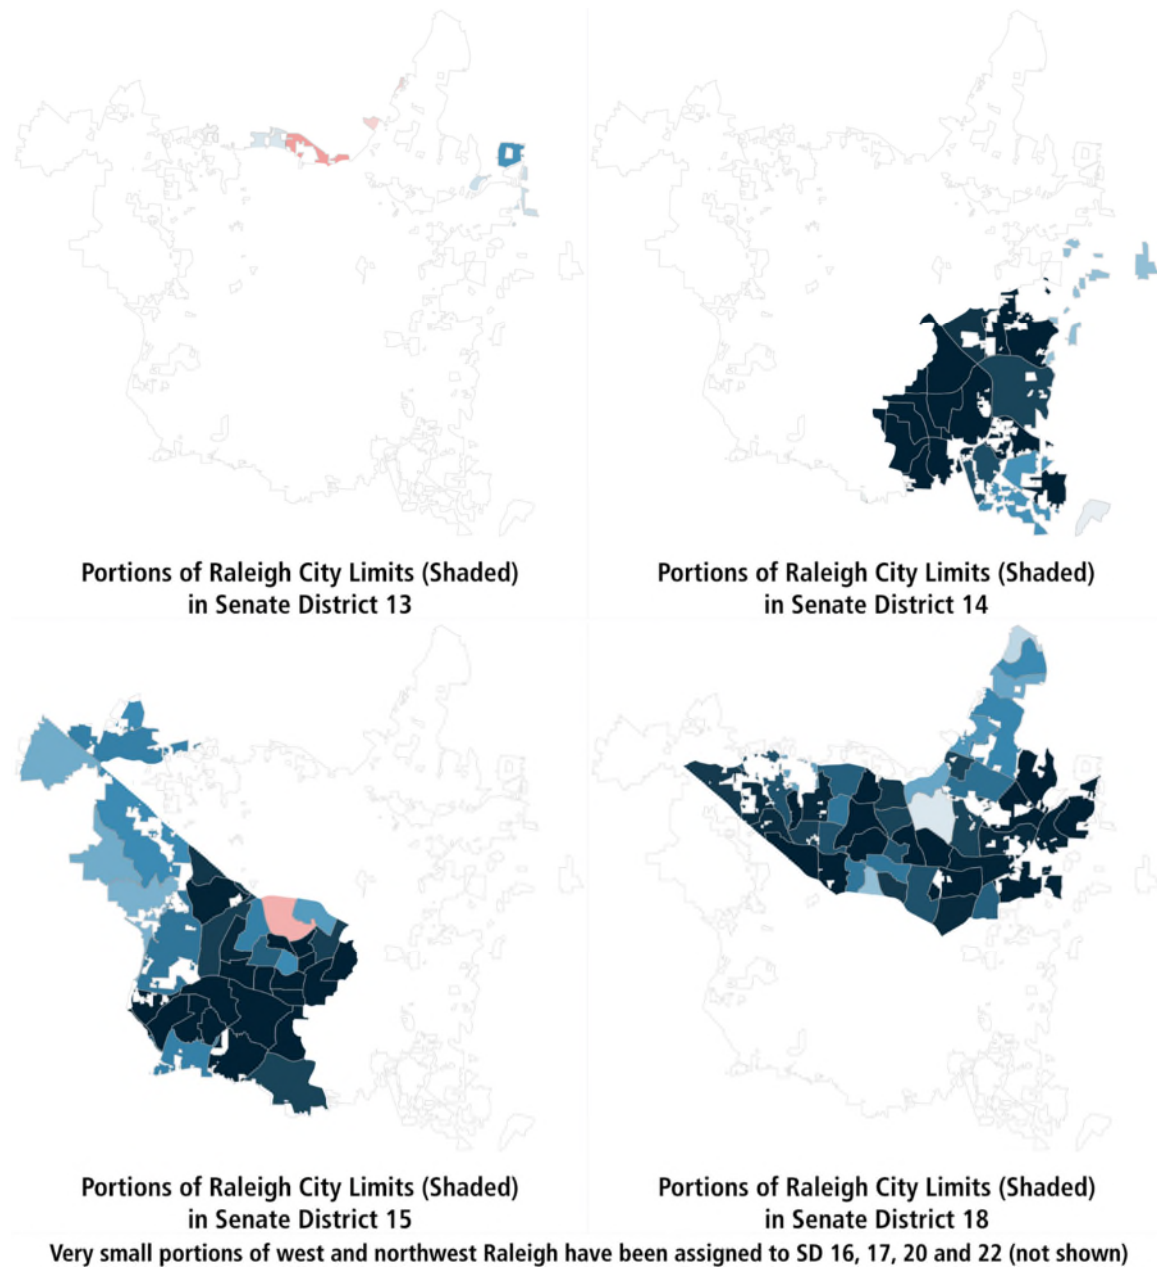 Portions of Raleigh City Limits (Shaded)
in Senate District 13
Portions of Raleigh City Limits (Shaded)
in Senate District 14
Portions of Raleigh City Limits (Shaded)
in Senate District 15
Portions of Raleigh City Limits (Shaded)
in Senate District 18
Very small portions of west and northwest Raleigh have been assigned to SD 16, 17, 20 and 22 (not shown)